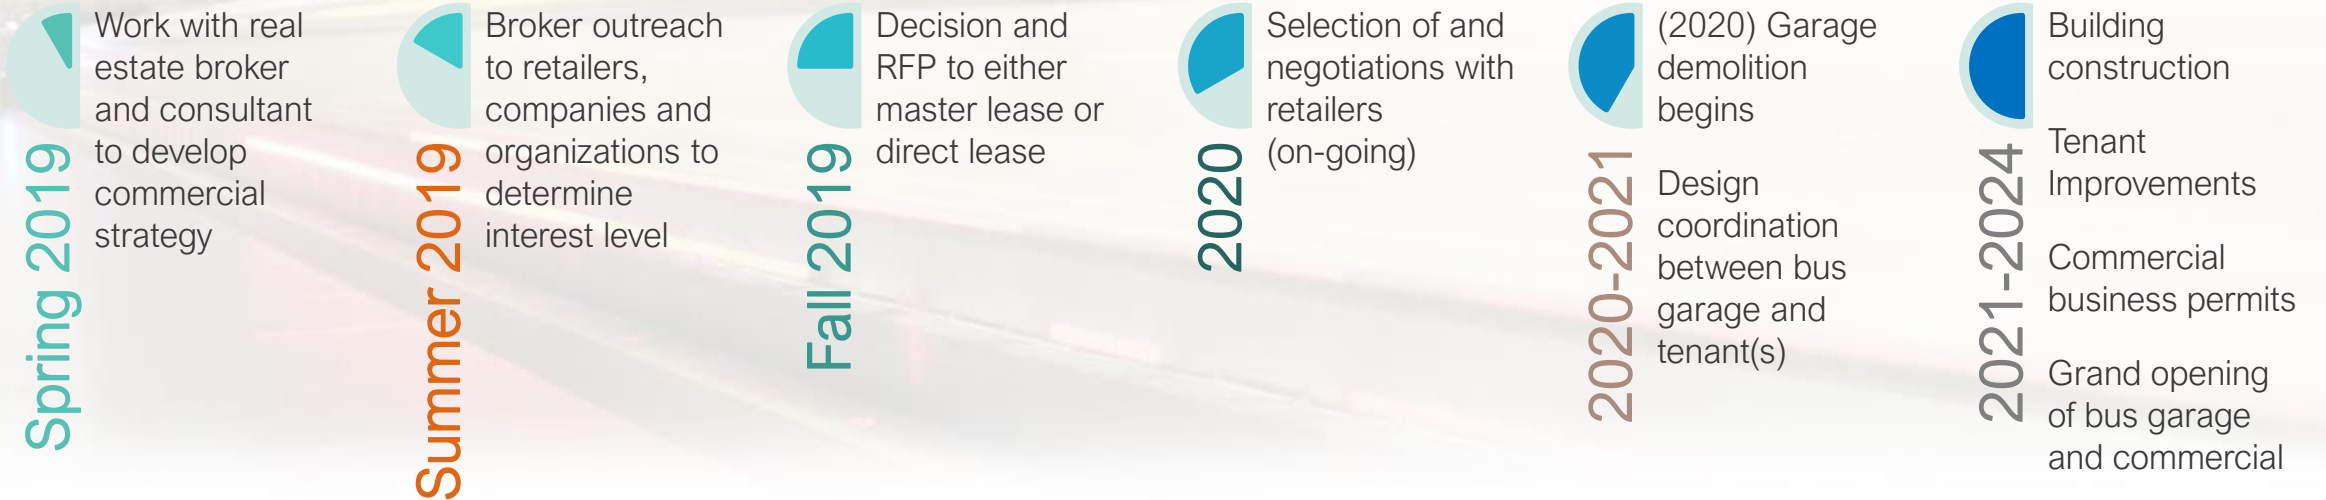 Spring 2019
Work with real
estate broker
and consultant
to develop
commercial
strategy
Summer 2019
Broker outreach
to retailers,
companies and
organizations to
determine
interest level
Fall 2019
Decision and
RFP to either
master lease or
direct lease
2020
Selection of and
negotiations with
retailers
(on-going)
2020-2021
(2020) Garage
demolition
begins
Design
coordination
between bus
garage and
tenant(s)
2021-2024
Building
construction
Tenant
Improvements
Commercial
business permits
Grand opening
of bus garage
and commercial